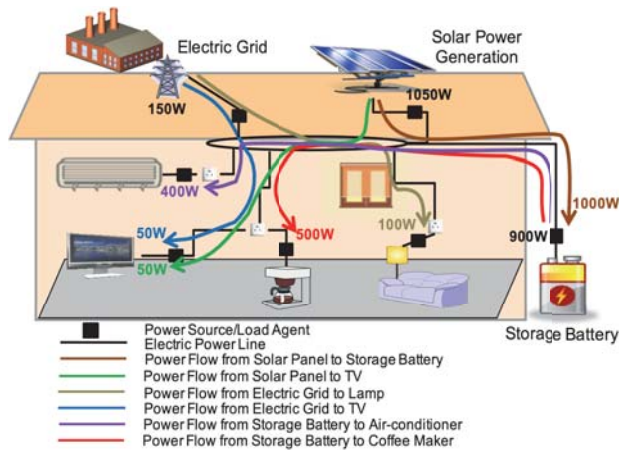 Electric Grid
Solar Power
Generation
150W
1050W
400W
50W
50W
500W
100W
900W
1000W
Storage Battery
Power Source/Load Agent
Electric Power Line
Power Flow from Solar Panel to Storage Battery
Power Flow from Solar Panel to TV
Power Flow from Electric Grid to Lamp
Power Flow from Electric Grid to TV
Power Flow from Storage Battery to Air-conditioner
Power Flow from Storage Battery to Coffee Maker